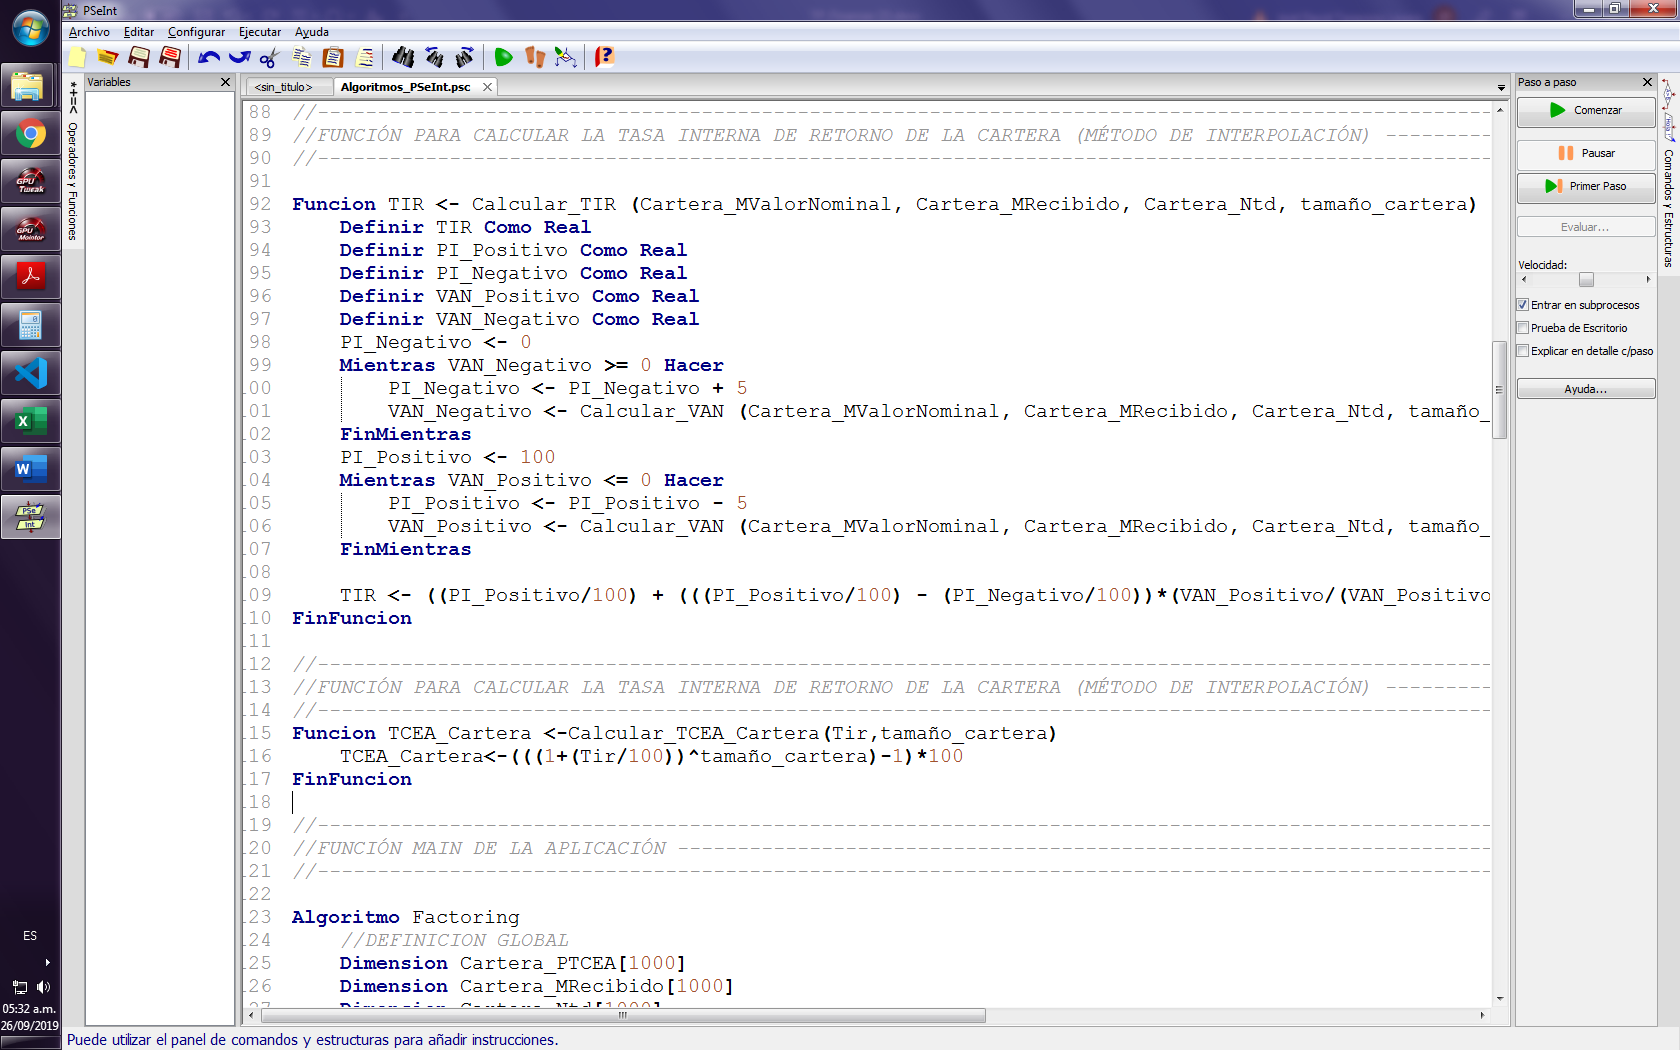 PSeInt
Archivo Editar Configurar Ejecutar Ayuda
Variables
<sin_titulo> Algoritmos_PSeInt.psc
*+=< Operadores y Funciones
88 //--------------------------------------------------------------------------------------------------
89 //FUNCIÓN PARA CALCULAR LA TASA INTERNA DE RETORNO DE LA CARTERA (MÉTODO DE INTERPOLACIÓN) ---------
90 //--------------------------------------------------------------------------------------------------
91
92 Funcion TIR <- Calcular_TIR (Cartera_MValorNominal, Cartera_MRecibido, Cartera_Ntd, tamaño_cartera)
93 Definir TIR Como Real
94 Definir PI_Positivo Como Real
95 Definir PI_Negativo Como Real
96 Definir VAN_Positivo Como Real
97 Definir VAN_Negativo Como Real
98 PI_Negativo <- 0
99 Mientras VAN_Negativo >= 0 Hacer
.00 PI_Negativo <- PI_Negativo + 5
.01 VAN_Negativo <- Calcular_VAN (Cartera_MValorNominal, Cartera_MRecibido, Cartera_Ntd, tamaño_
.02 FinMientras
.03 PI_Positivo <- 100
.04 Mientras VAN_Positivo <= 0 Hacer
.05 PI_Positivo <- PI_Positivo - 5
.06 VAN_Positivo <- Calcular_VAN (Cartera_MValorNominal, Cartera_MRecibido, Cartera_Ntd, tamaño_
.07 FinMientras
.08
.09 TIR <- ((PI_Positivo/100) + (((PI_Positivo/100) - (PI_Negativo/100))*(VAN_Positivo/(VAN_Positivo
.10 FinFuncion
.11
.12 //--------------------------------------------------------------------------------------------------
.13 //FUNCIÓN PARA CALCULAR LA TASA INTERNA DE RETORNO DE LA CARTERA (MÉTODO DE INTERPOLACIÓN) ---------
.14 //--------------------------------------------------------------------------------------------------
.15 Funcion TCEA_Cartera <-Calcular_TCEA_Cartera(Tir,tamaño_cartera)
.16 TCEA_Cartera<-(((1+(Tir/100))^tamaño_cartera)-1)*100
.17 FinFuncion
.18
.19 //--------------------------------------------------------------------------------------------------
.20 //FUNCIÓN MAIN DE LA APLICACIÓN --------------------------------------------------------------------
.21 //--------------------------------------------------------------------------------------------------
.22
.23 Algoritmo Factoring
.24 //DEFINICION GLOBAL
.25 Dimension Cartera_PTCEA[1000]
.26 Dimension Cartera_MRecibido[1000]
.27 Dimension Cartera_Ntd[1000]
Paso a paso
Comenzar
Pausar
Primer Paso
Evaluar...
Velocidad:
Entrar en subprocesos
Prueba de Escritorio
Explicar en detalle c/paso
Ayuda...
Comandos y Estructuras
GPU Tweak
GPU Monitor
PSe Int
ES
05:32 a.m.
26/09/2019
Puede utilizar el panel de comandos y estructuras para añadir instrucciones.